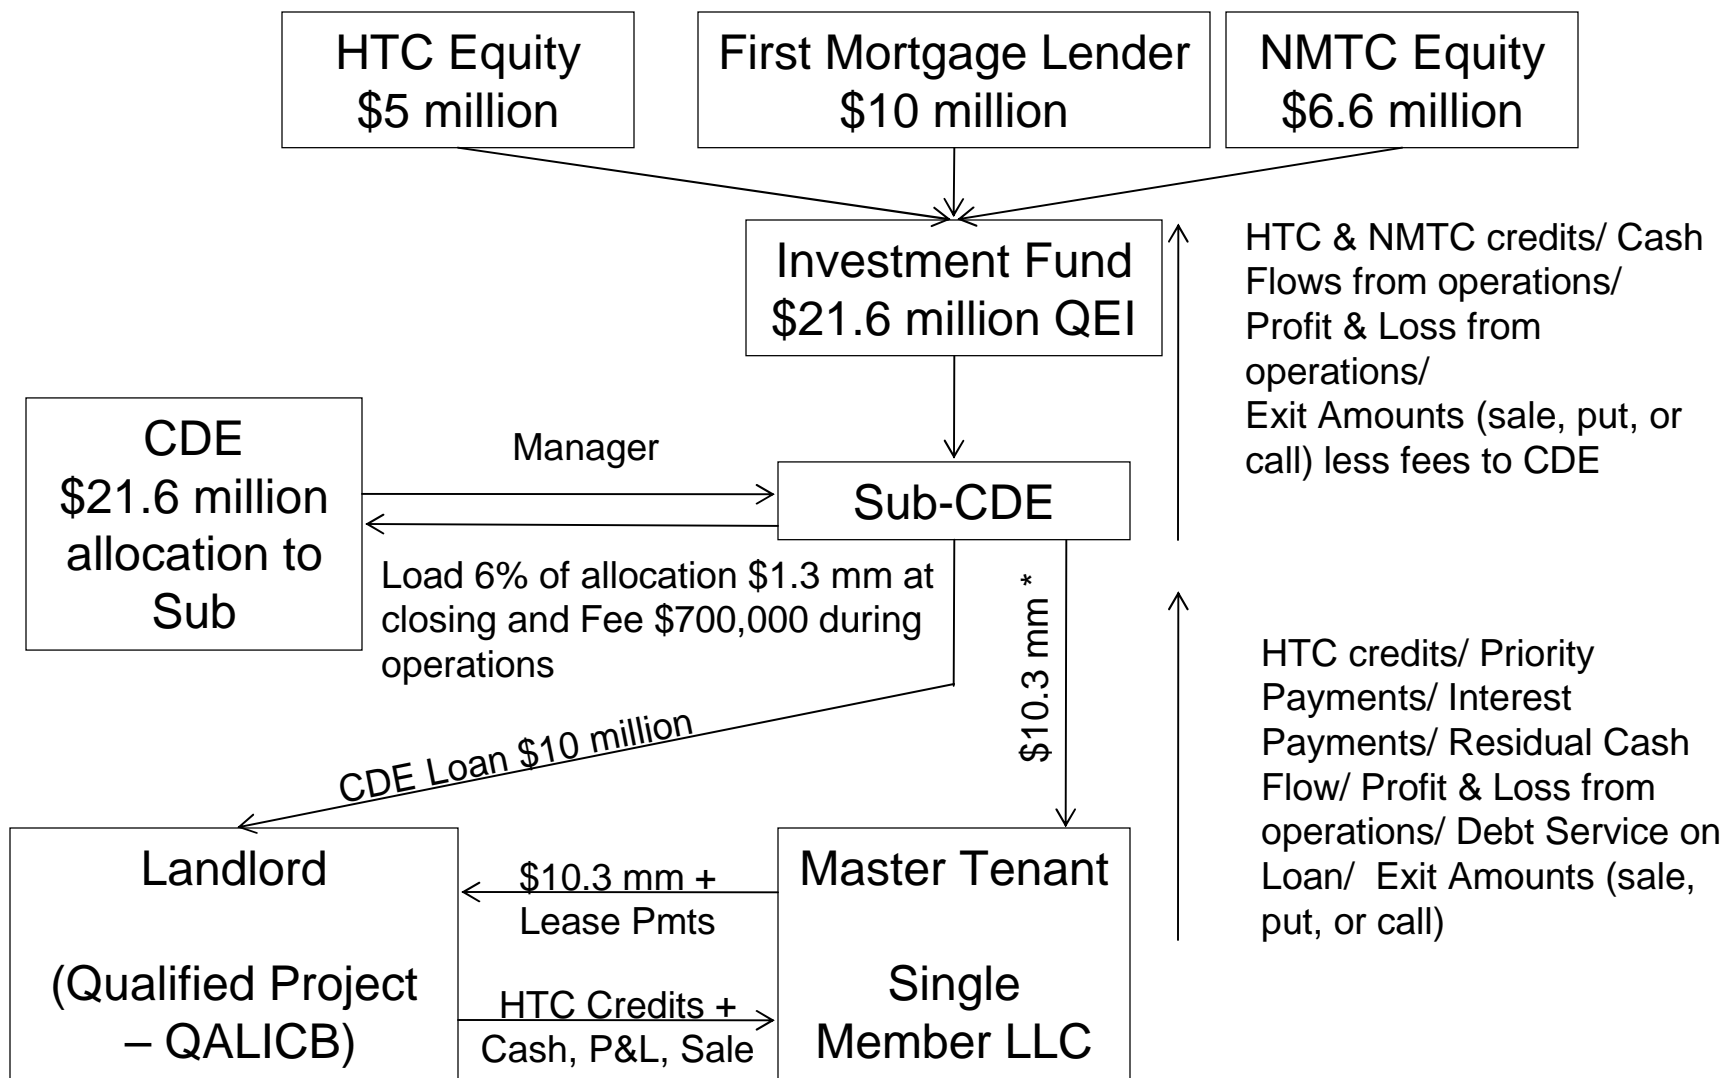 HTC Equity
$5 million
First Mortgage Lender
$10 million
NMTC Equity
$6.6 million
Investment Fund
$21.6 million QEI
HTC & NMTC credits/ Cash
Flows from operations/
Profit & Loss from
operations/
Exit Amounts (sale, put, or
call) less fees to CDE
CDE
$21.6 million
allocation to
Sub
Manager
Sub-CDE
Load 6% of allocation $1.3 mm at
closing and Fee $700,000 during
operations
$10.3 mm *
CDE Loan $10 million
HTC credits/ Priority
Payments/ Interest
Payments/ Residual Cash
Flow/ Profit & Loss from
operations/ Debt Service on
Loan/ Exit Amounts (sale,
put, or call)
Landlord
(Qualified Project
– QALICB)
$10.3 mm +
Lease Pmts
HTC Credits +
Cash, P&L, Sale
Master Tenant
Single
Member LLC